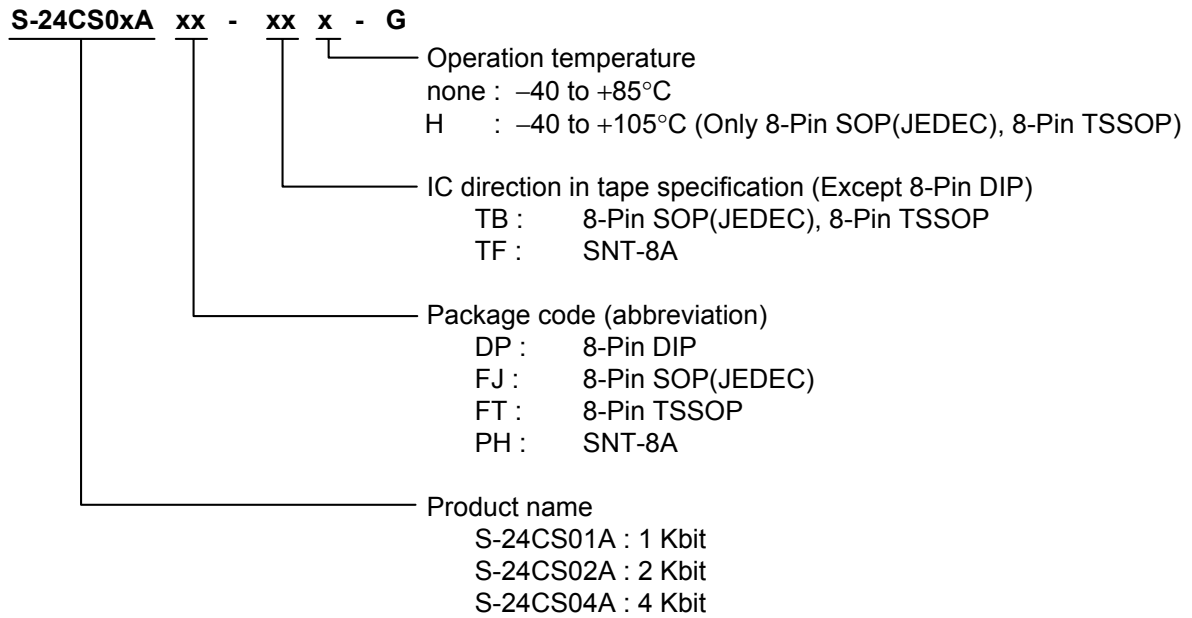 S-24CS0xA xx - xx x - G
Operation temperature
none : −40 to +85°C
H : −40 to +105°C (Only 8-Pin SOP(JEDEC), 8-Pin TSSOP)
IC direction in tape specification (Except 8-Pin DIP)
TB : 8-Pin SOP(JEDEC), 8-Pin TSSOP
TF : SNT-8A
Package code (abbreviation)
DP : 8-Pin DIP
FJ : 8-Pin SOP(JEDEC)
FT : 8-Pin TSSOP
PH : SNT-8A
Product name
S-24CS01A : 1 Kbit
S-24CS02A : 2 Kbit
S-24CS04A : 4 Kbit